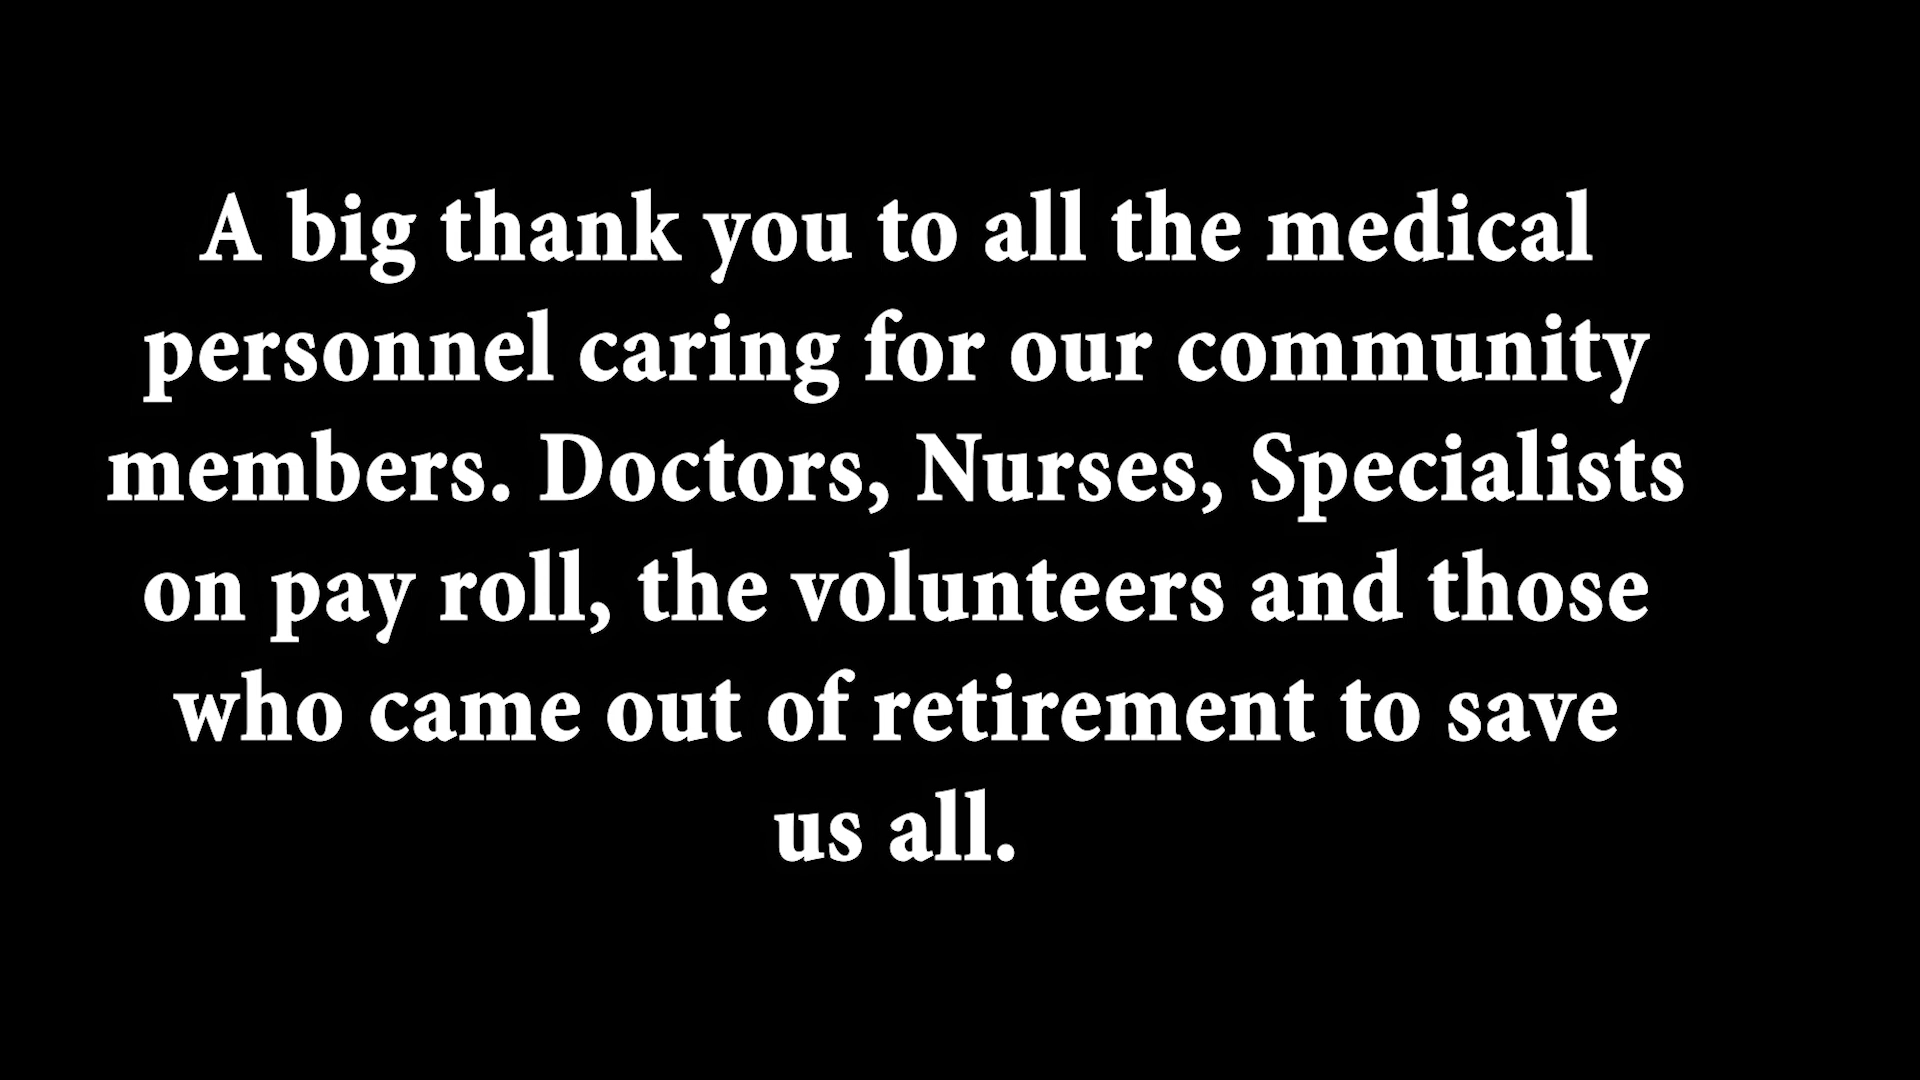 A big thank you to all the medical
personnel caring for our community
members. Doctors, Nurses, Specialists
on pay roll, the volunteers and those
who came out of retirement to save
us all.